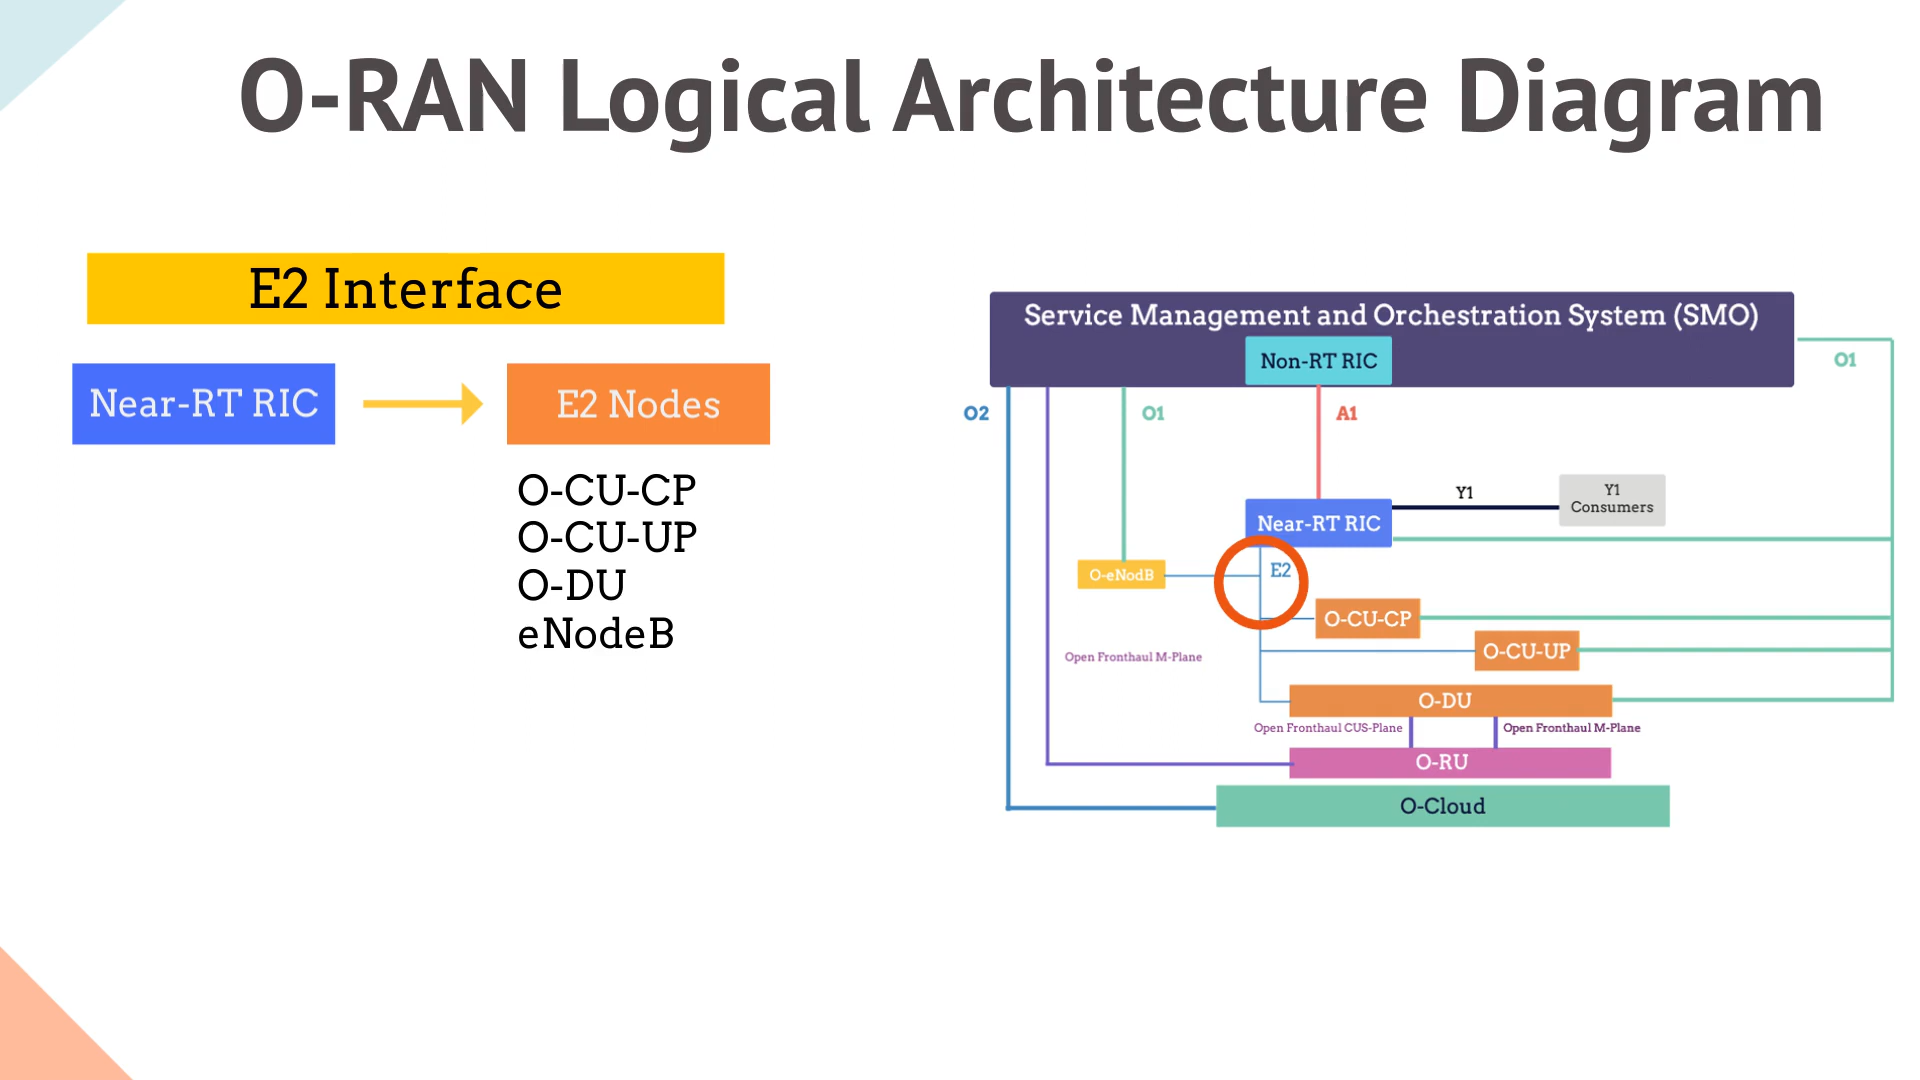 O-RAN Logical Architecture Diagram
E2 Interface
Near-RT RIC
E2 Nodes
O-CU-CP
O-CU-UP
O-DU
eNodeB
Service Management and Orchestration System (SMO)
Non-RT RIC
O1
O2
O1
A1
Near-RT RIC
Y1
Y1
Consumers
O-eNodB
E2
O-CU-CP
O-CU-UP
Open Fronthaul M-Plane
O-DU
Open Fronthaul CUS-Plane
Open Fronthaul M-Plane
O-RU
O-Cloud